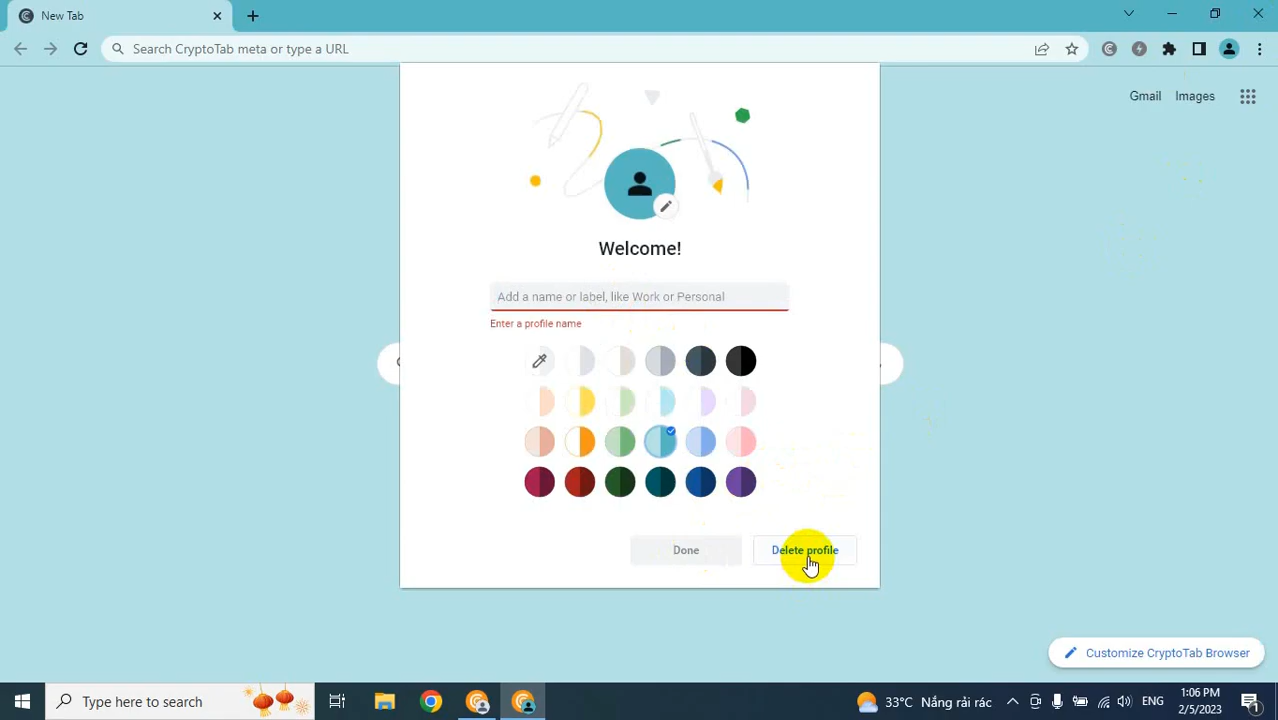 New Tab
Search CryptoTab meta or type a URL
Gmail Images
Welcome!
Add a name or label, like Work or Personal
Enter a profile name
Done Delete profile
Customize CryptoTab Browser
Type here to search
33°C Nắng rải rác ENG
1:06 PM
2/5/2023
1